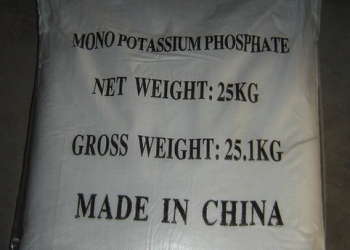 MONO POTASSIUM PHOSPHATE
NET WEIGHT: 25KG
GROSS WEIGHT: 25.1KG
MADE IN CHINA